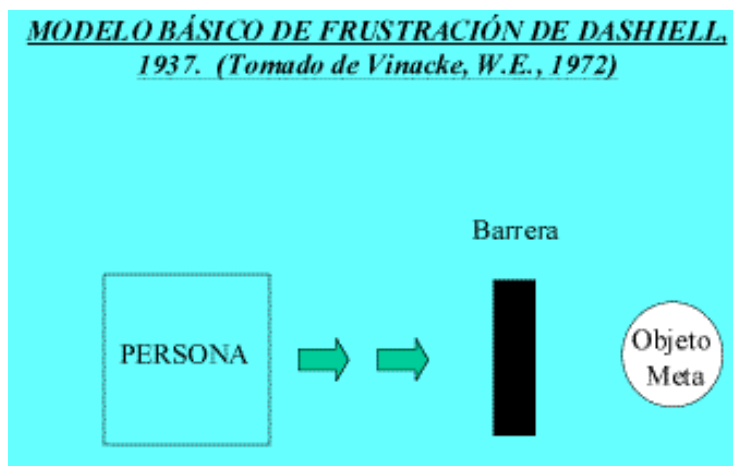 MODELO BÁSICO DE FRUSTRACIÓN DE DASHIELL,
1937. (Tomado de Vinacke, W.E., 1972)
Barrera
PERSONA
Objeto
Meta